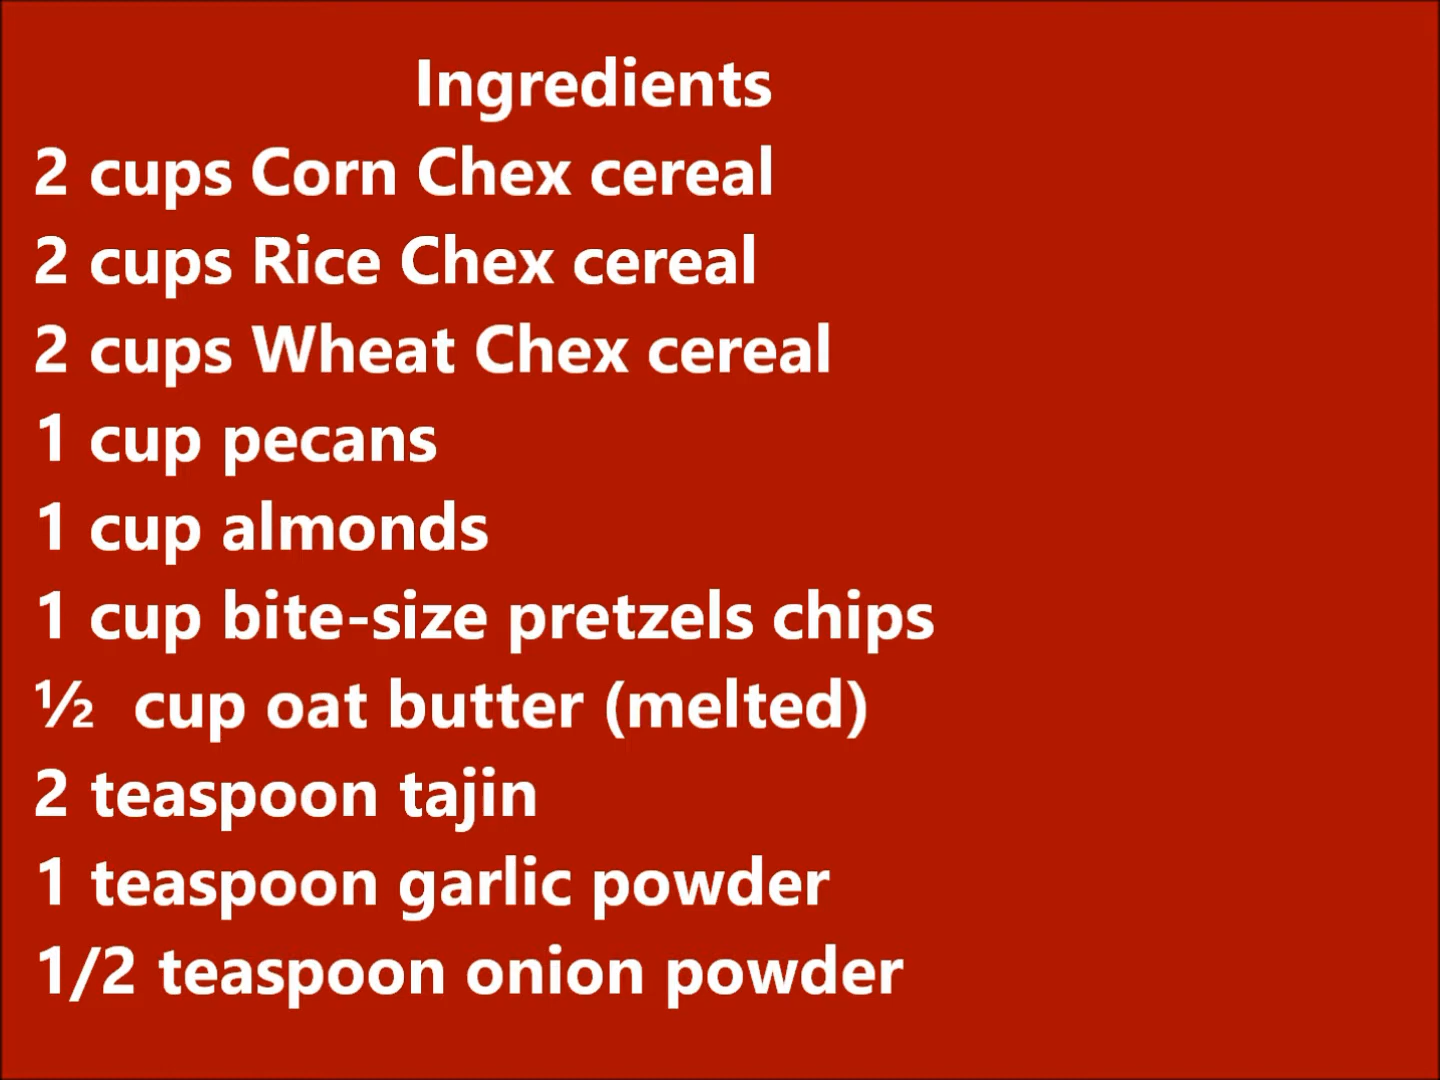 Ingredients
2 cups Corn Chex cereal
2 cups Rice Chex cereal
2 cups Wheat Chex cereal
1 cup pecans
1 cup almonds
1 cup bite-size pretzels chips
½ cup oat butter (melted)
2 teaspoon tajin
1 teaspoon garlic powder
1/2 teaspoon onion powder